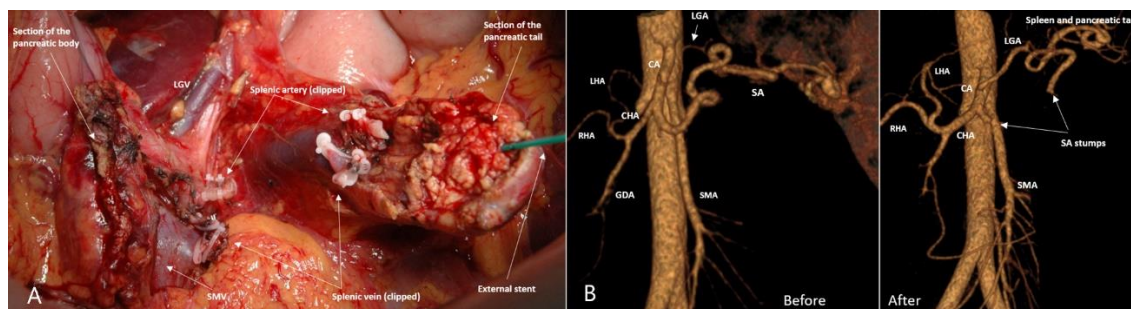 Section of the
pancreatic body
LGV
Splenic artery (clipped)
Section of the
pancreatic tail
SMV
Splenic vein (clipped)
External stent
A
LGA
CA
LHA
SA
CHA
RHA
GDA
SMA
B
Before
Spleen and pancreatic ta
LGA
LHA
CA
RHA
CHA
SA stumps
SMA
After